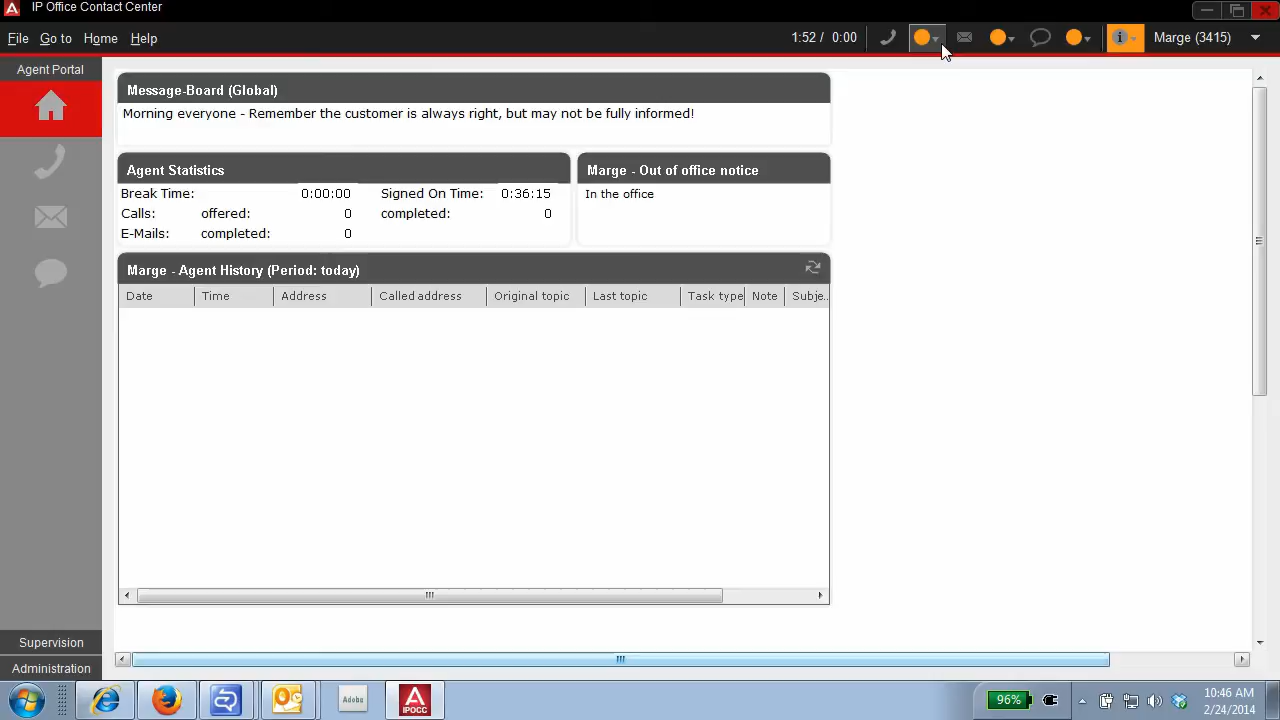 IP Office Contact Center
File Go to Home Help 1:52 / 0:00 Marge (3415)
Agent Portal
Message-Board (Global)
Morning everyone - Remember the customer is always right, but may not be fully informed!
Agent Statistics
Break Time: 0:00:00 Signed On Time: 0:36:15
Calls: offered: 0 completed: 0
E-Mails: completed: 0
Marge - Out of office notice
In the office
Marge - Agent History (Period: today)
Date Time Address Called address Original topic Last topic Task type Note Subje..
Supervision
Administration
Adobe
IPOCC
96%
10:46 AM
2/24/2014